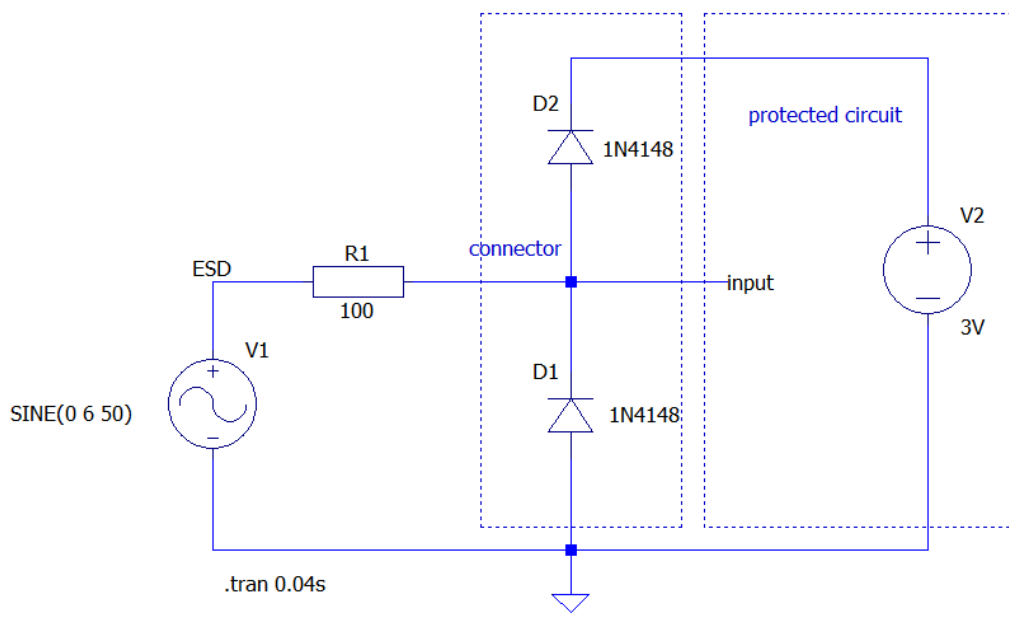 D2
protected circuit
1N4148
V2
connector
R1
ESD
input
100
3V
V1
D1
SINE(0 6 50)
1N4148
.tran 0.04s